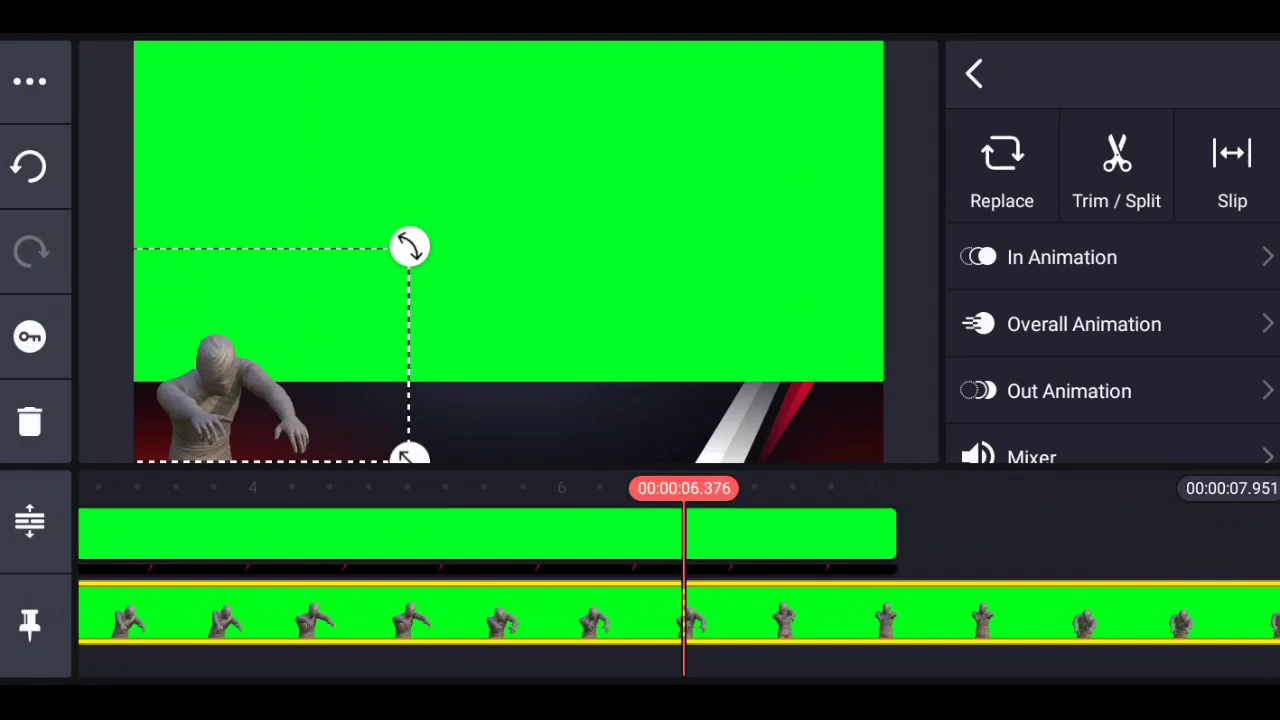 Replace
Trim / Split
Slip
In Animation
Overall Animation
Out Animation
Mixer
4
6
00:00:06.376
00:00:07.951